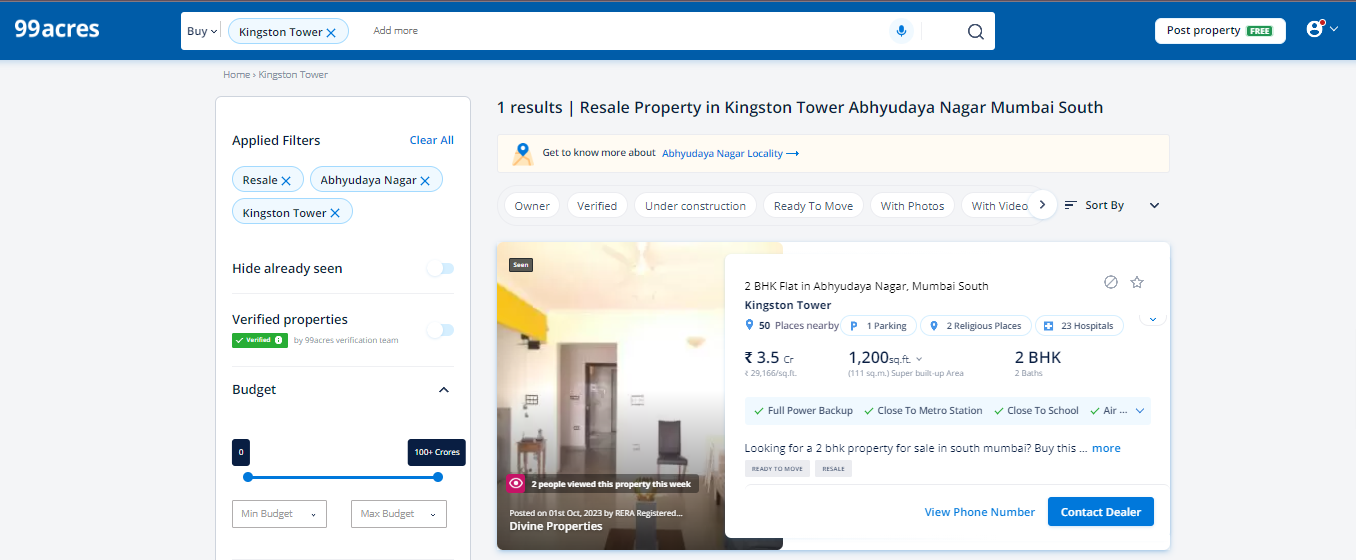 99acres
Buy
Kingston Tower
Add more
Post property FREE
Home › Kingston Tower
Applied Filters
Clear All
Resale
Abhyudaya Nagar
Kingston Tower
Hide already seen
Verified properties
Verified
by 99acres verification team
Budget
0
100+ Crores
Min Budget
Max Budget
1 results | Resale Property in Kingston Tower Abhyudaya Nagar Mumbai South
Get to know more about Abhyudaya Nagar Locality →
Owner
Verified
Under construction
Ready To Move
With Photos
With Video
Sort By
Seen
2 people viewed this property this week
Posted on 01st Oct, 2023 by RERA Registered...
Divine Properties
2 BHK Flat in Abhyudaya Nagar, Mumbai South
Kingston Tower
50 Places nearby
1 Parking
2 Religious Places
23 Hospitals
₹ 3.5 Cr
₹ 29,166/sq.ft.
1,200 sq.ft.
(111 sq.m.) Super built-up Area
2 BHK
2 Baths
Full Power Backup
Close To Metro Station
Close To School
Air ...
Looking for a 2 bhk property for sale in south mumbai? Buy this ... more
READY TO MOVE
RESALE
View Phone Number
Contact Dealer